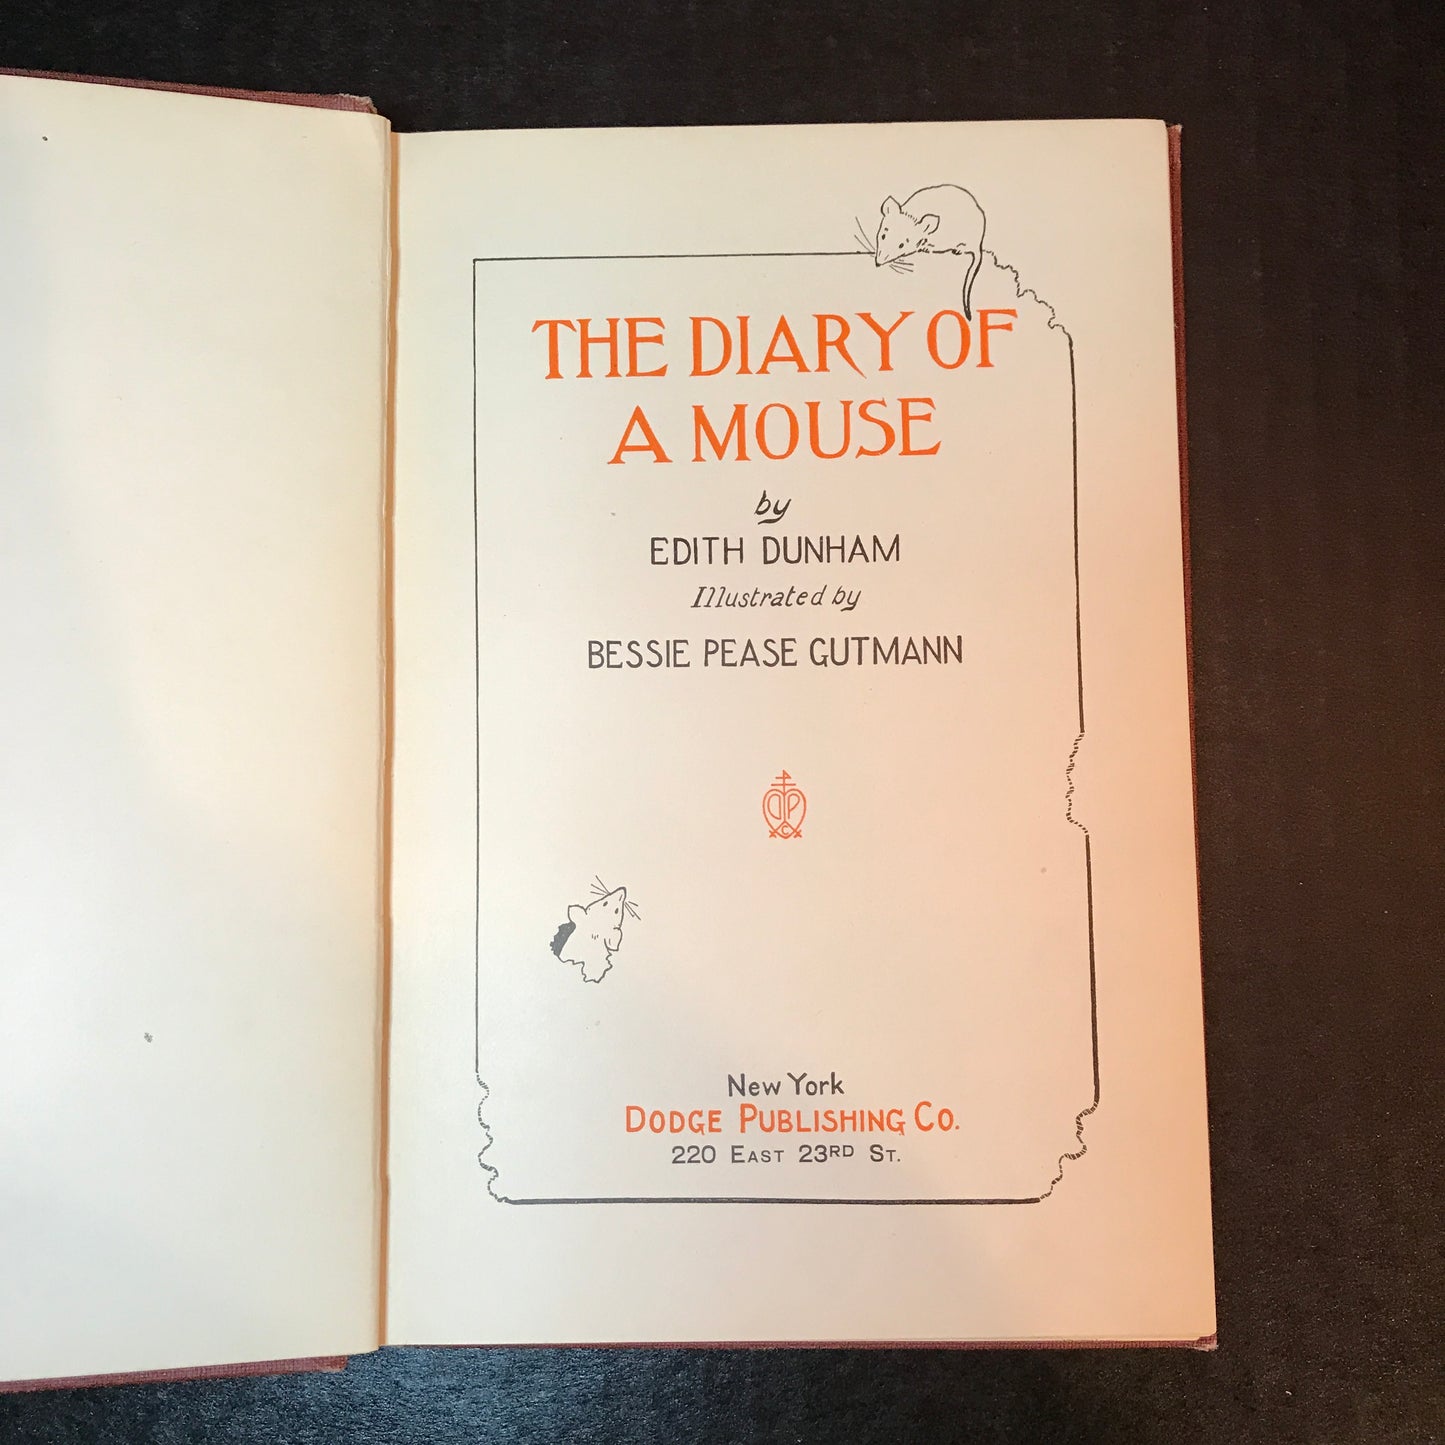 THE DIARY OF
A MOUSE
by
EDITH DUNHAM
Illustrated by
BESSIE PEASE GUTMANN
DPC
New York
DODGE PUBLISHING CO.
220 EAST 23RD ST.